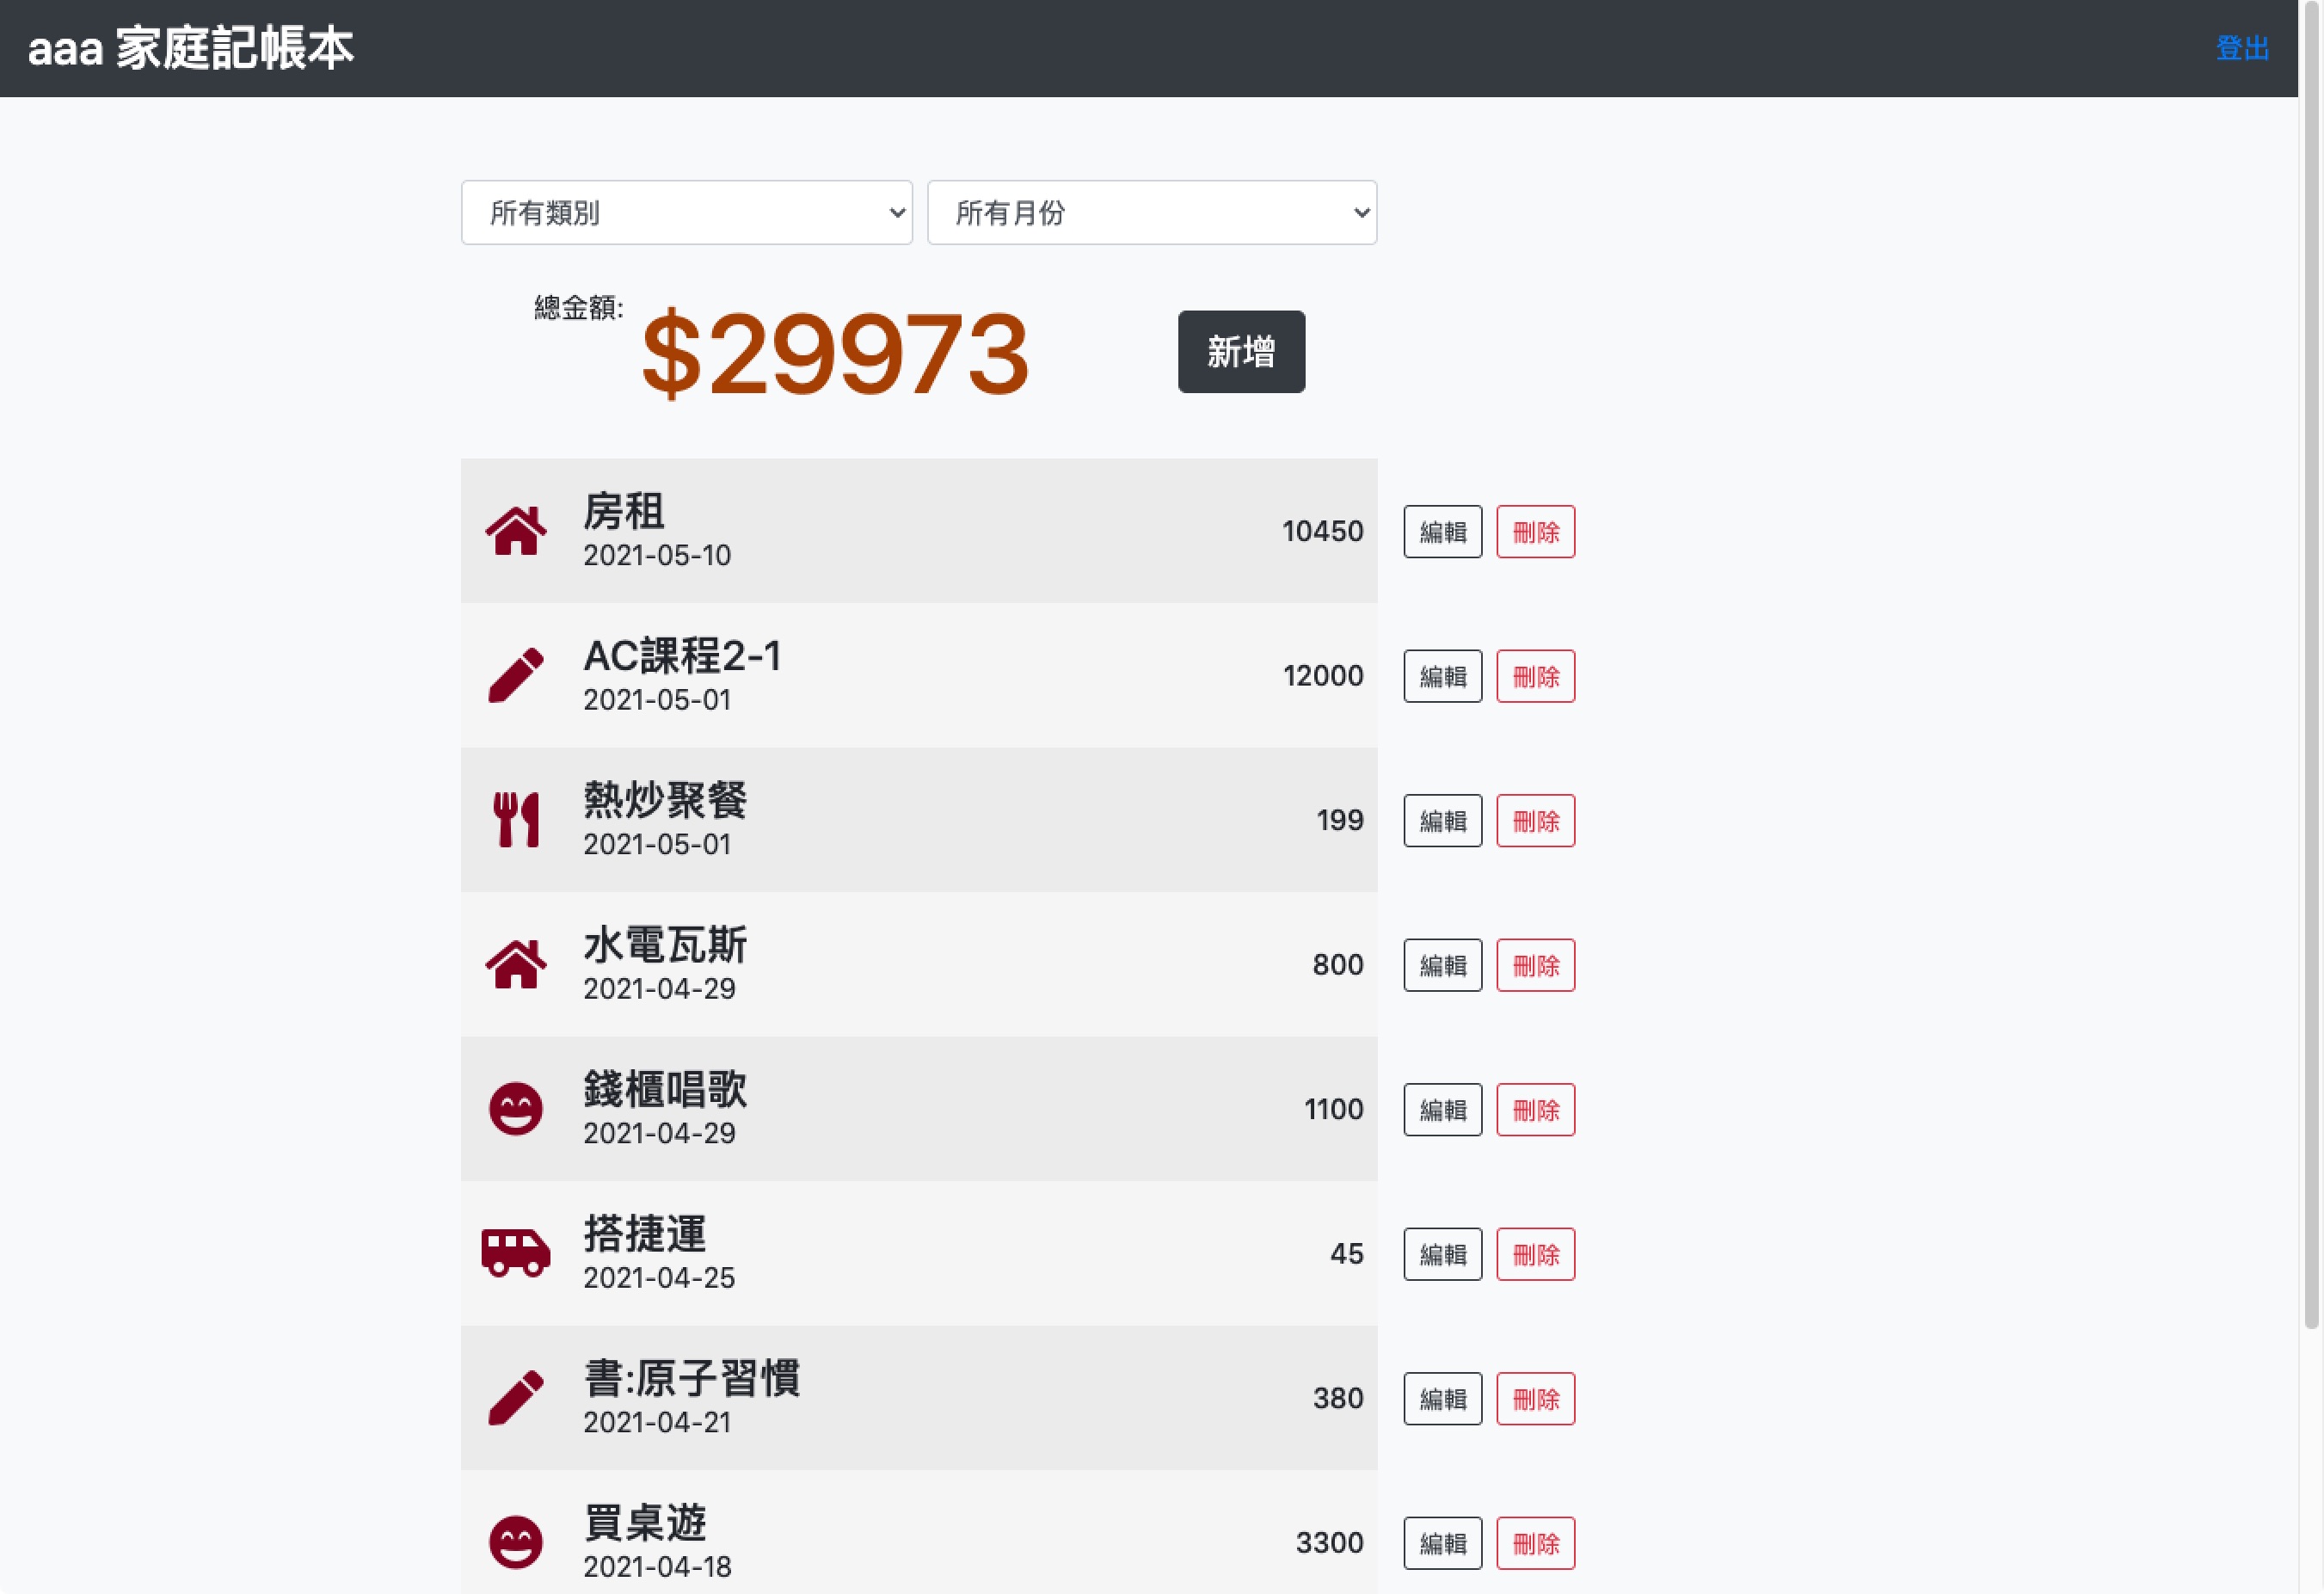 aaa 家庭記帳本
登出
所有類別
所有月份
總金額:
$29973
新增
房租
2021-05-10
10450
編輯
刪除
AC課程2-1
2021-05-01
12000
編輯
刪除
熱炒聚餐
2021-05-01
199
編輯
刪除
水電瓦斯
2021-04-29
800
編輯
刪除
錢櫃唱歌
2021-04-29
1100
編輯
刪除
搭捷運
2021-04-25
45
編輯
刪除
書:原子習慣
2021-04-21
380
編輯
刪除
買桌遊
2021-04-18
3300
編輯
刪除